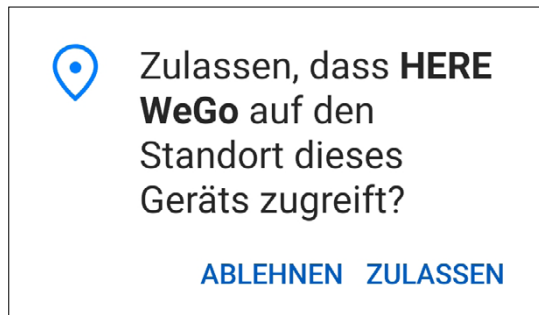 Zulassen, dass HERE
WeGo auf den
Standort dieses
Geräts zugreift?
ABLEHNEN ZULASSEN